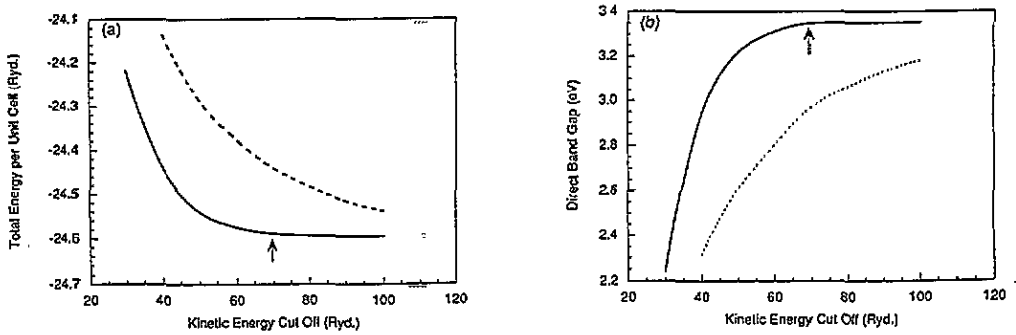 (a)
Total Energy per Unit Cell (Ryd.)
-24.1
-24.2
-24.3
-24.4
-24.5
-24.6
-24.7
20 40 60 80 100 120
Kinetic Energy Cut Off (Ryd.)
(b)
Direct Band Gap (eV)
3.4
3.2
3.0
2.8
2.6
2.4
2.2
20 40 60 80 100 120
Kinetic Energy Cut Off (Ryd.)